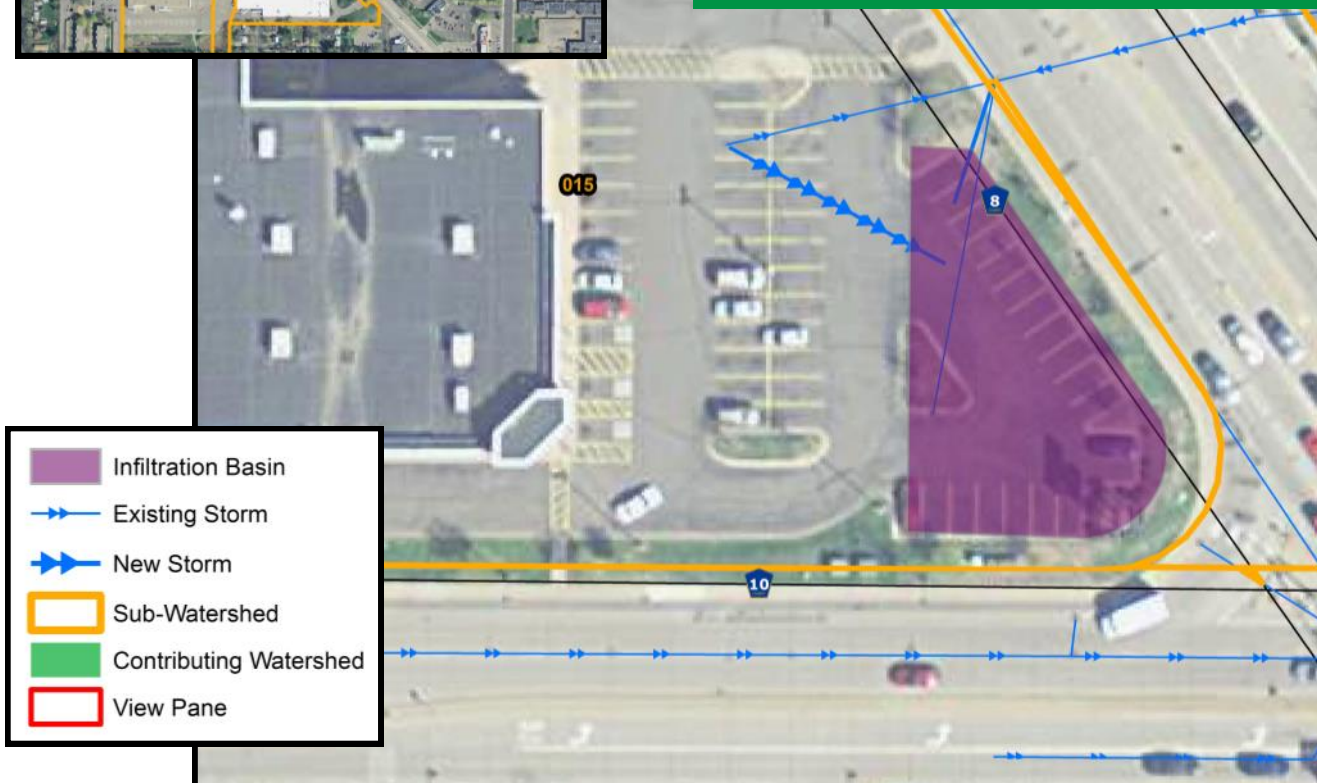 015
8
10
Infiltration Basin
Existing Storm
New Storm
Sub-Watershed
Contributing Watershed
View Pane